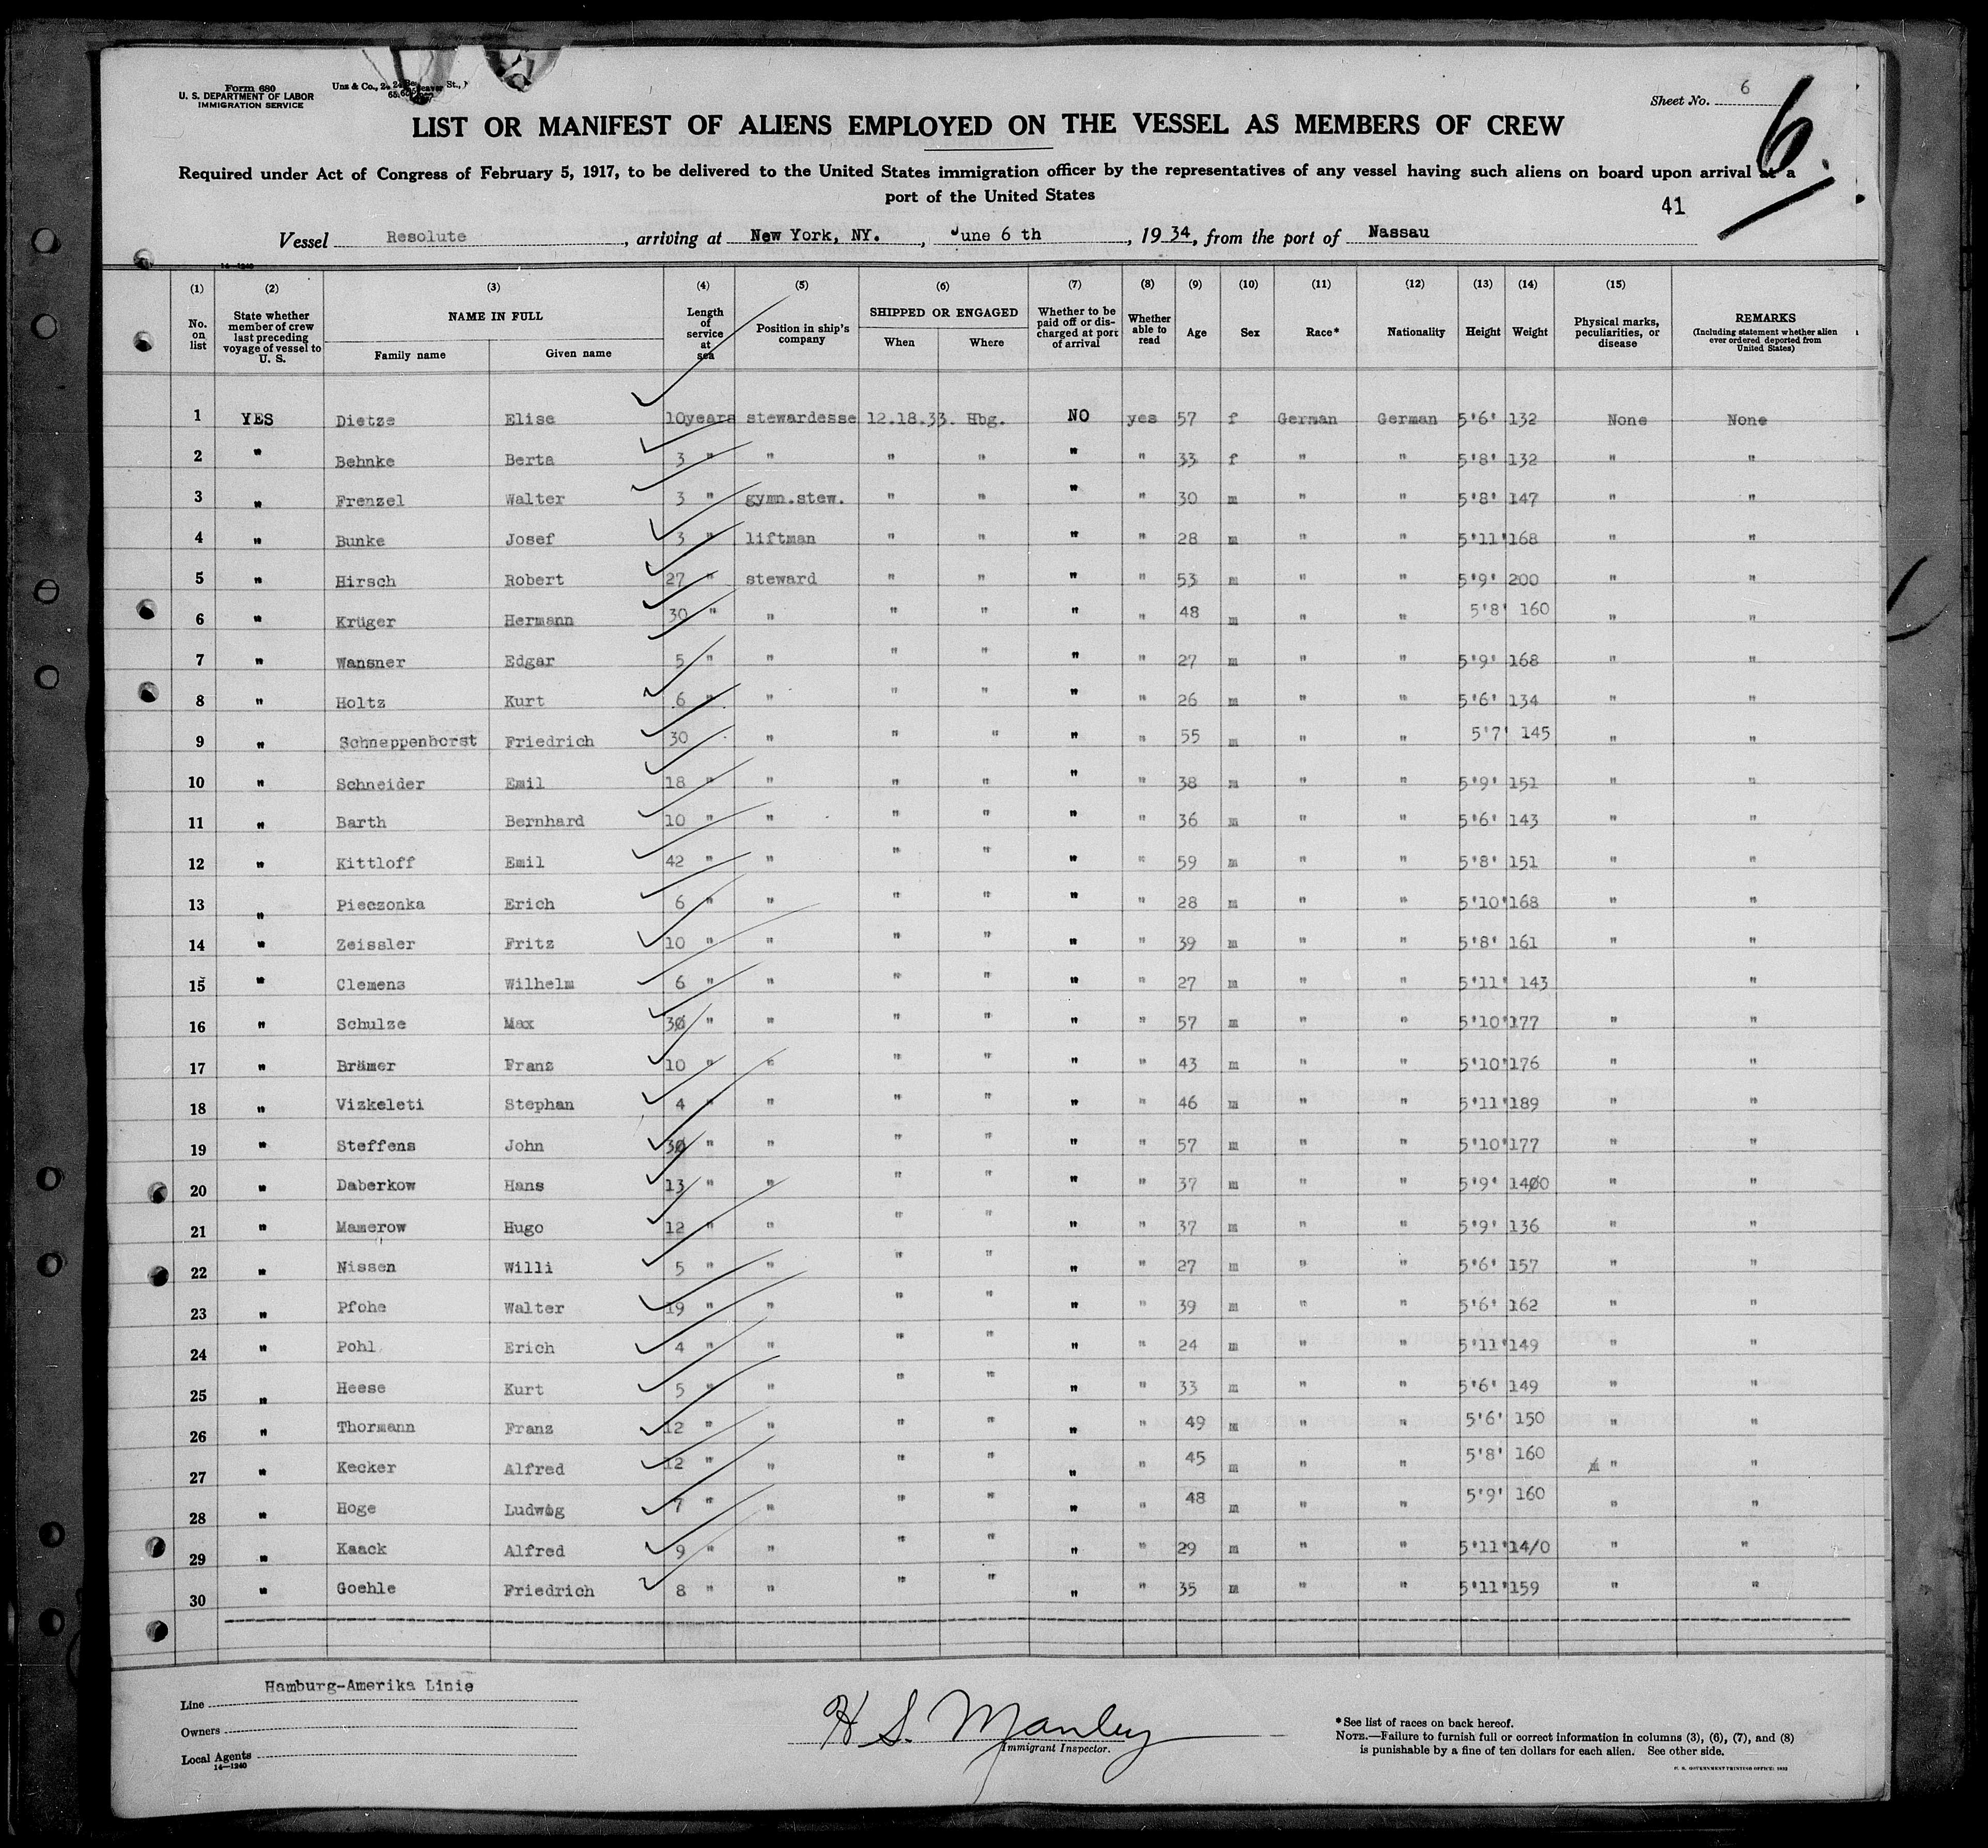 Form 680
U. S. DEPARTMENT OF LABOR
IMMIGRATION SERVICE
Unz & Co., St.,
Sheet No. 6
6.
LIST OR MANIFEST OF ALIENS EMPLOYED ON THE VESSEL AS MEMBERS OF CREW
Required under Act of Congress of February 5, 1917, to be delivered to the United States immigration officer by the representatives of any vessel having such aliens on board upon arrival at a
port of the United States
41
Vessel Resolute, arriving at New York, NY., June 6 th, 1934, from the port of Nassau
14—1240
(1) (2) (3) (4) (5) (6) (7) (8) (9) (10) (11) (12) (13) (14) (15)
No. on list
State whether member of crew last preceding voyage of vessel to U. S.
NAME IN FULL
Family name
Given name
Length of service at sea
Position in ship's company
SHIPPED OR ENGAGED
When
Where
Whether to be paid off or discharged at port of arrival
Whether able to read
Age
Sex
Race*
Nationality
Height
Weight
Physical marks, peculiarities, or disease
REMARKS
(Including statement whether alien ever ordered deported from United States)
1 YES Dietze Elise 10years stewardesse 12.18.33. Hbg. NO yes 57 f German German 5'6' 132 None None
2 " Behnke Berta 3 " " " " " " 33 f " " 5'8' 132 " "
3 " Frenzel Walter 3 " gymn.stew. " " " " 30 m " " 5'8' 147 " "
4 " Bunke Josef 3 " liftman " " " " 28 m " " 5'11' 168 " "
5 " Hirsch Robert 27 " steward " " " " 53 m " " 5'9' 200 " "
6 " Krüger Hermann 30 " " " " " " 48 m " " 5'8' 160 " "
7 " Wansner Edgar 5 " " " " " " 27 m " " 5'9' 168 " "
8 " Holtz Kurt 6 " " " " " " 26 m " " 5'6' 134 " "
9 " Schneppenhorst Friedrich 30 " " " " " 55 m " " 5'7' 145 " "
10 " Schneider Emil 18 " " " " " " 38 m " " 5'9' 151 " "
11 " Barth Bernhard 10 " " " " " " 36 m " " 5'6' 143 " "
12 " Kittloff Emil 42 " " " " " " 59 m " " 5'8' 151 " "
13 " Pieczonka Erich 6 " " " " " " 28 m " " 5'10' 168 " "
14 " Zeissler Fritz 10 " " " " " " 39 m " " 5'8' 161 " "
15 " Clemens Wilhelm 6 " " " " " " 27 m " " 5'11' 143 "
16 " Schulze Max 30 " " " " " " 57 m " " 5'10' 177 " "
17 " Brämer Franz 10 " " " " " " 43 m " " 5'10' 176 " "
18 " Vizkeleti Stephan 4 " " " " " " 46 m " " 5'11' 189 " "
19 " Steffens John 30 " " " " " " 57 m " " 5'10' 177 " "
20 " Daberkow Hans 13 " " " " " " 37 m " " 5'9' 1400 " "
21 " Mamerow Hugo 12 " " " " " " 37 m " " 5'9' 136 " "
22 " Nissen Willi 5 " " " " " " 27 m " " 5'6' 157 " "
23 " Pfohe Walter 19 " " " " " " 39 m " " 5'6' 162 " "
24 " Pohl Erich 4 " " " " " " 24 m " " 5'11' 149 " "
25 " Heese Kurt 5 " " " " " " 33 m " " 5'6' 149 " "
26 " Thormann Franz 12 " " " " " " 49 m " " 5'6' 150 " "
27 " Kecker Alfred 12 " " " " " " 45 m " " 5'8' 160 " "
28 " Hoge Ludwig 7 " " " " " " 48 m " " 5'9' 160 " "
29 " Kaack Alfred 9 " " " " " " 29 m " " 5'11' 14/0 " "
30 " Goehle Friedrich 8 " " " " " " 35 m " " 5'11' 159 " "
Line Hamburg-Amerika Linie
Owners
Local Agents
14—1240
H S. Manley
Immigrant Inspector.
* See list of races on back hereof.
NOTE.—Failure to furnish full or correct information in columns (3), (6), (7), and (8)
is punishable by a fine of ten dollars for each alien. See other side.
U. S. GOVERNMENT PRINTING OFFICE: 1932